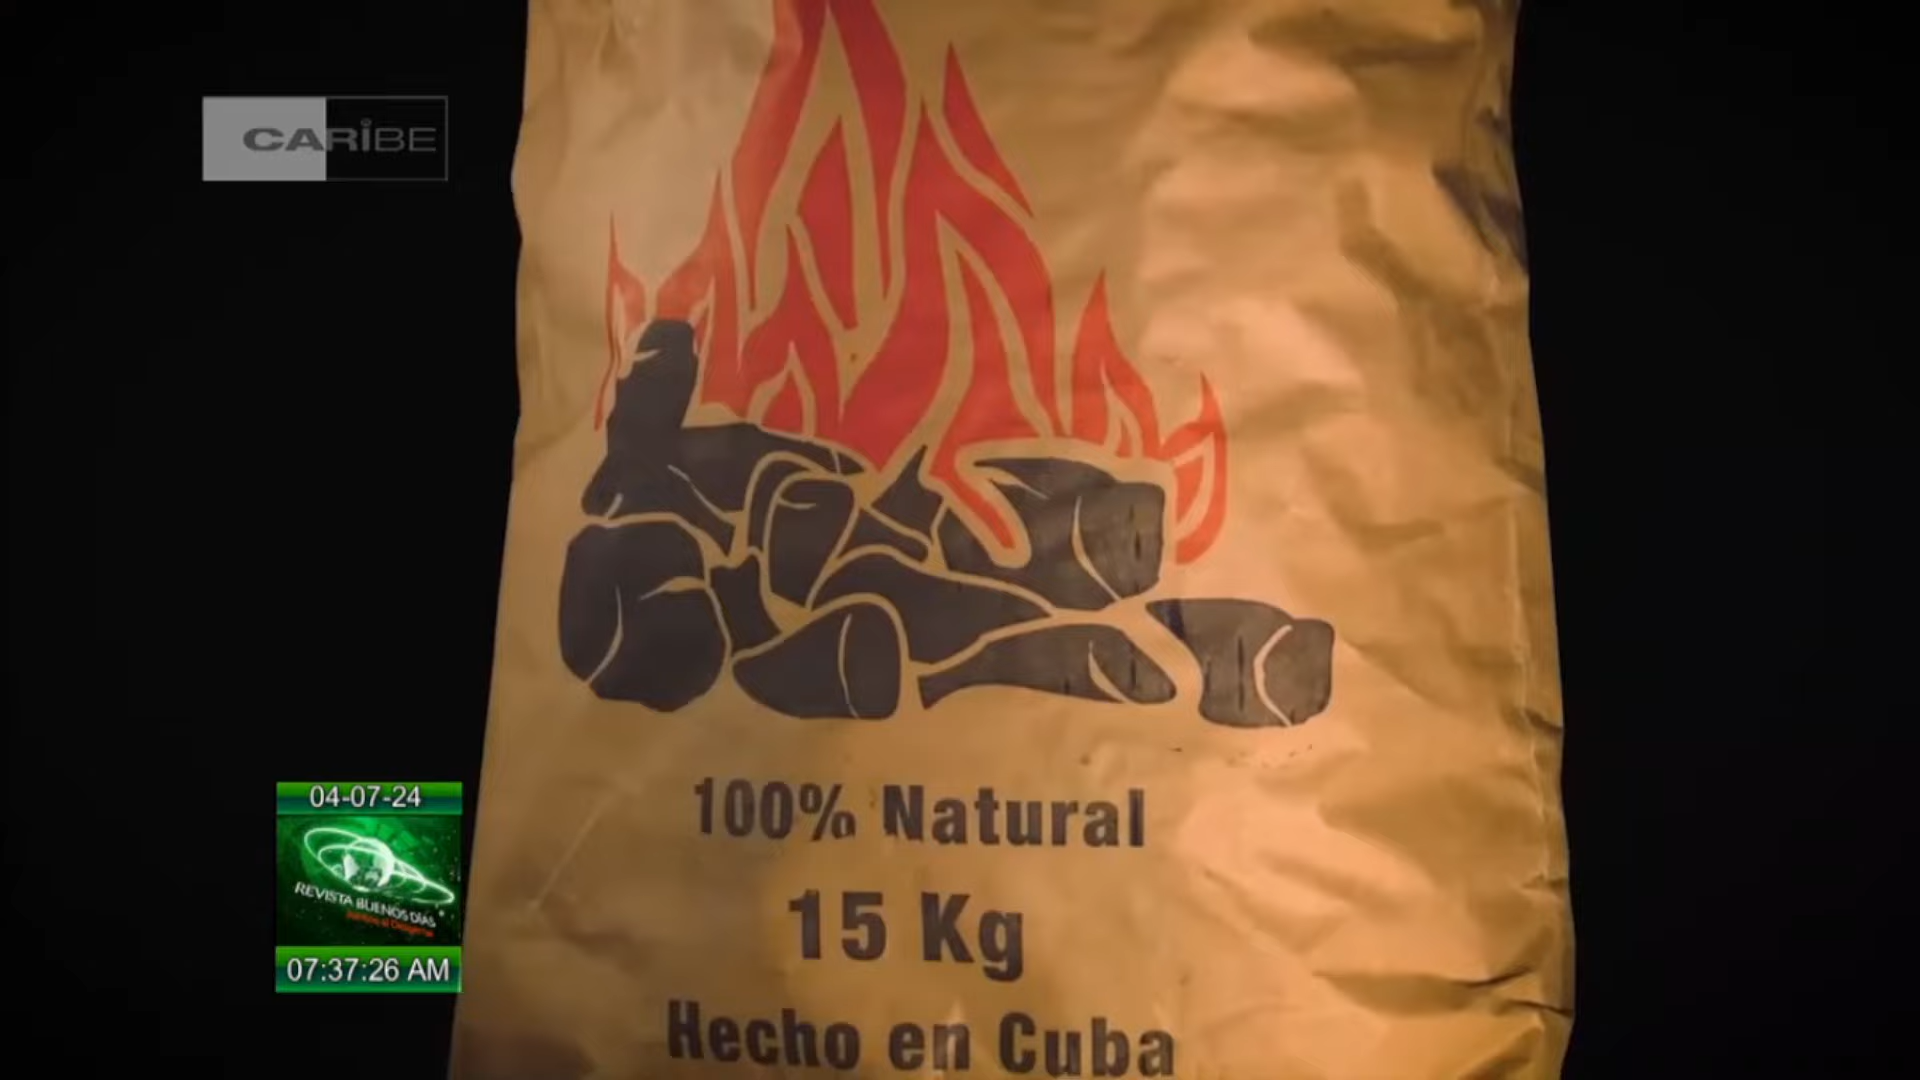 CARIBE
100% Natural
15 Kg
Hecho en Cuba
04-07-24
REVISTA BUENOS DÍAS
07:37:26 AM